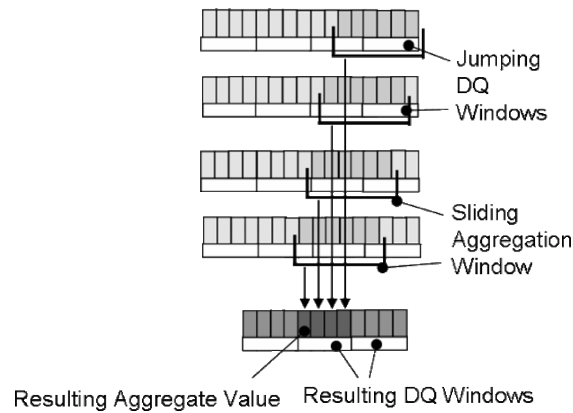 Jumping
DQ
Windows
Sliding
Aggregation
Window
Resulting Aggregate Value
Resulting DQ Windows